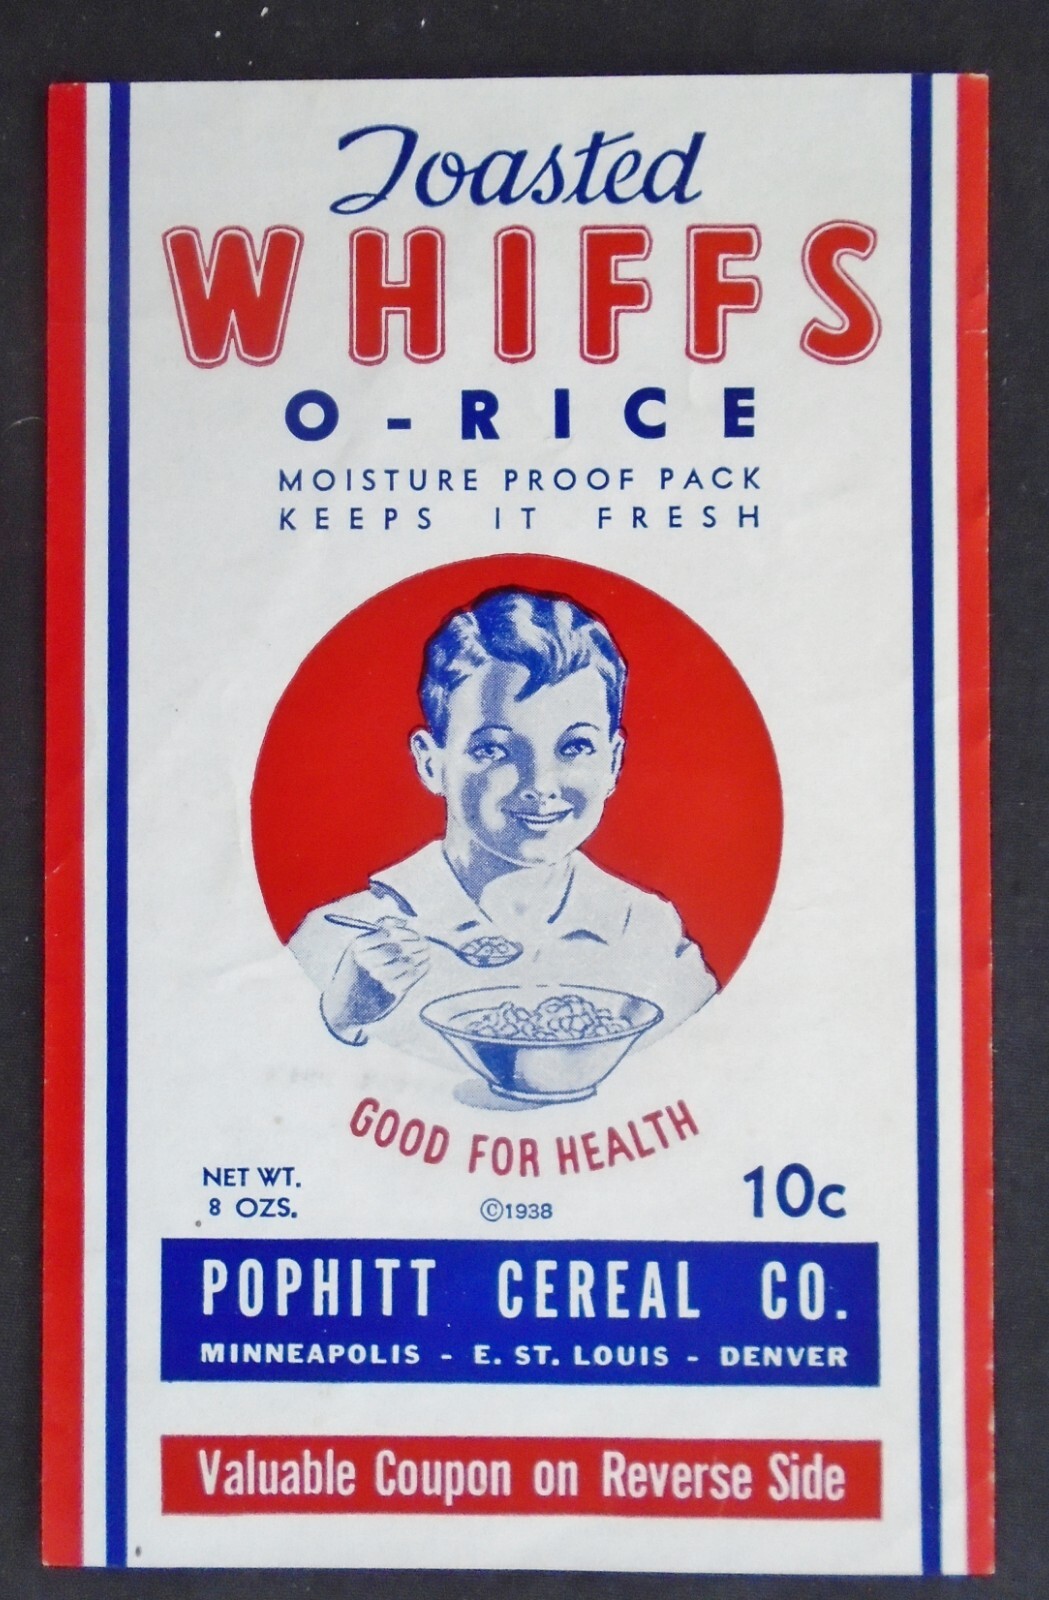 Toasted
WHIFFS
O-RICE
MOISTURE PROOF PACK
KEEPS IT FRESH
GOOD FOR HEALTH
NET WT.
8 OZS.
©1938
10c
POPHITT CEREAL CO.
MINNEAPOLIS - E. ST. LOUIS - DENVER
Valuable Coupon on Reverse Side